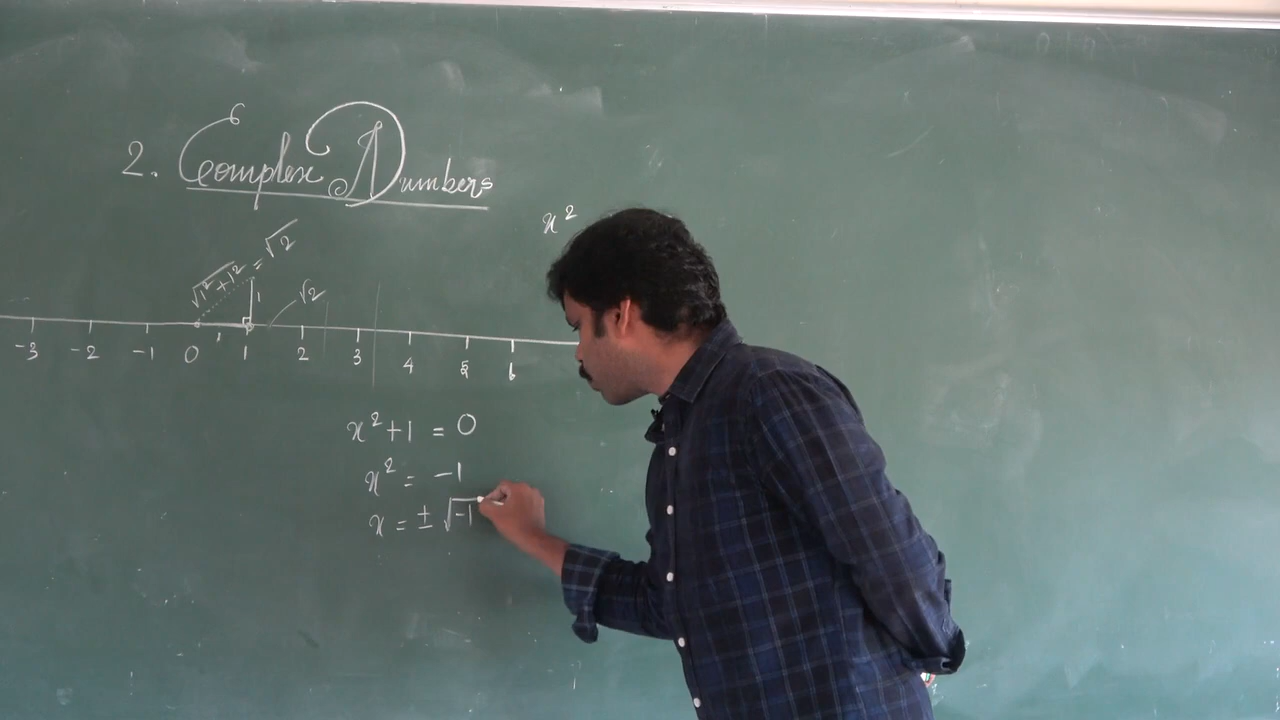 2. Complex Numbers
x²
√1²+1² = √2
1
√2
-3 -2 -1 0 1 2 3 4 5 6
x²+1 = 0
x² = -1
x = ± √-1